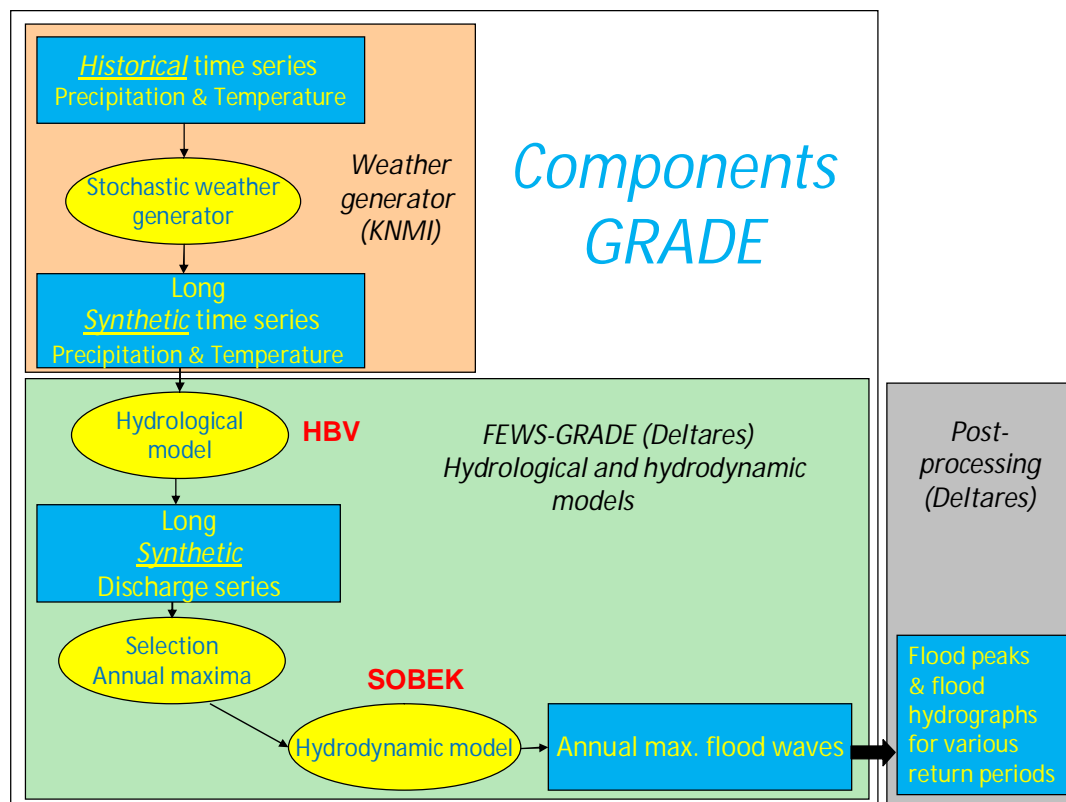 Historical time series
Precipitation & Temperature
Stochastic weather
generator
Weather
generator
(KNMI)
Components
GRADE
Long
Synthetic time series
Precipitation & Temperature
Hydrological
model
HBV
FEWS-GRADE (Deltares)
Hydrological and hydrodynamic
models
Long
Synthetic
Discharge series
Selection
Annual maxima
SOBEK
Hydrodynamic model
Annual max. flood waves
Post-
processing
(Deltares)
Flood peaks
& flood
hydrographs
for various
return periods